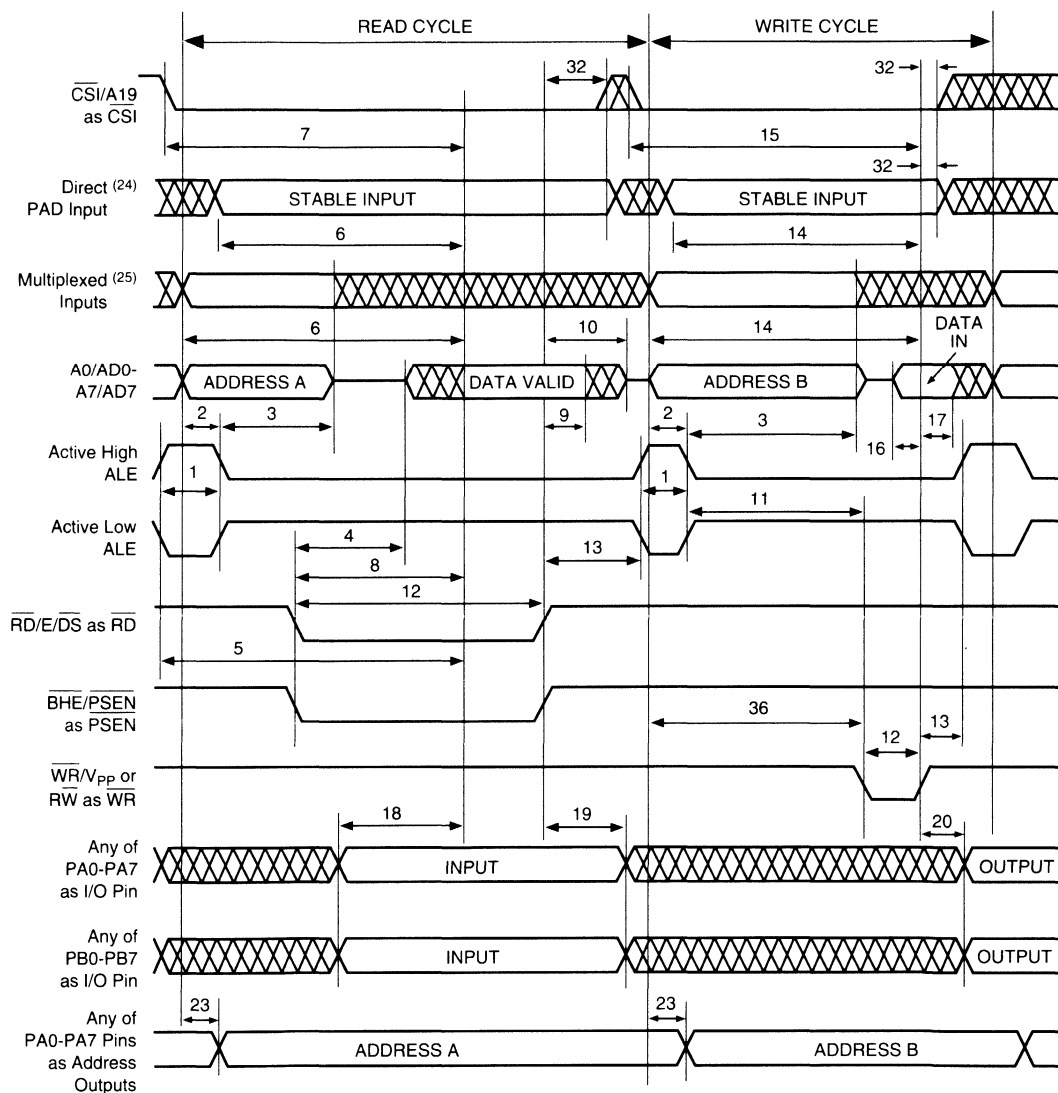 READ CYCLE
WRITE CYCLE
32
32
CSI/A19
as CSI
7
15
32
Direct (24)
PAD Input
STABLE INPUT
STABLE INPUT
6
14
Multiplexed (25)
Inputs
6
10
14
DATA
IN
A0/AD0-
A7/AD7
ADDRESS A
DATA VALID
ADDRESS B
2
3
9
2
3
16
17
Active High
ALE
1
1
11
Active Low
ALE
4
13
8
12
RD/E/DS as RD
5
BHE/PSEN
as PSEN
36
12
13
WR/VPP or
RW as WR
18
19
20
Any of
PA0-PA7
as I/O Pin
INPUT
OUTPUT
Any of
PB0-PB7
as I/O Pin
INPUT
OUTPUT
23
23
Any of
PA0-PA7 Pins
as Address
Outputs
ADDRESS A
ADDRESS B